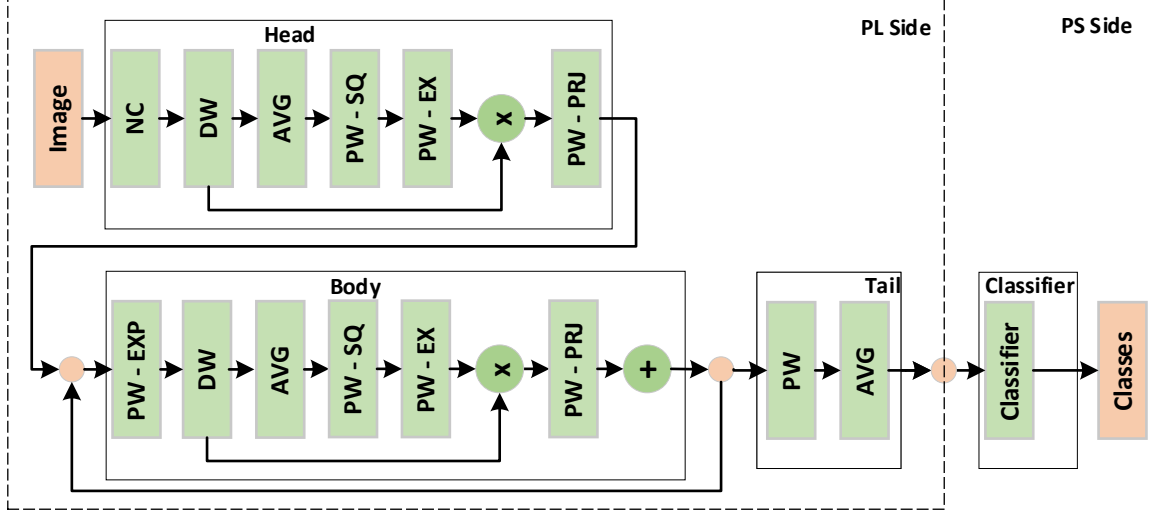 PL Side
PS Side
Head
Image
NC
DW
AVG
PW - SQ
PW - EX
x
PW - PRJ
Body
Tail
Classifier
PW - EXP
DW
AVG
PW - SQ
PW - EX
x
PW - PRJ
+
PW
AVG
Classifier
Classes